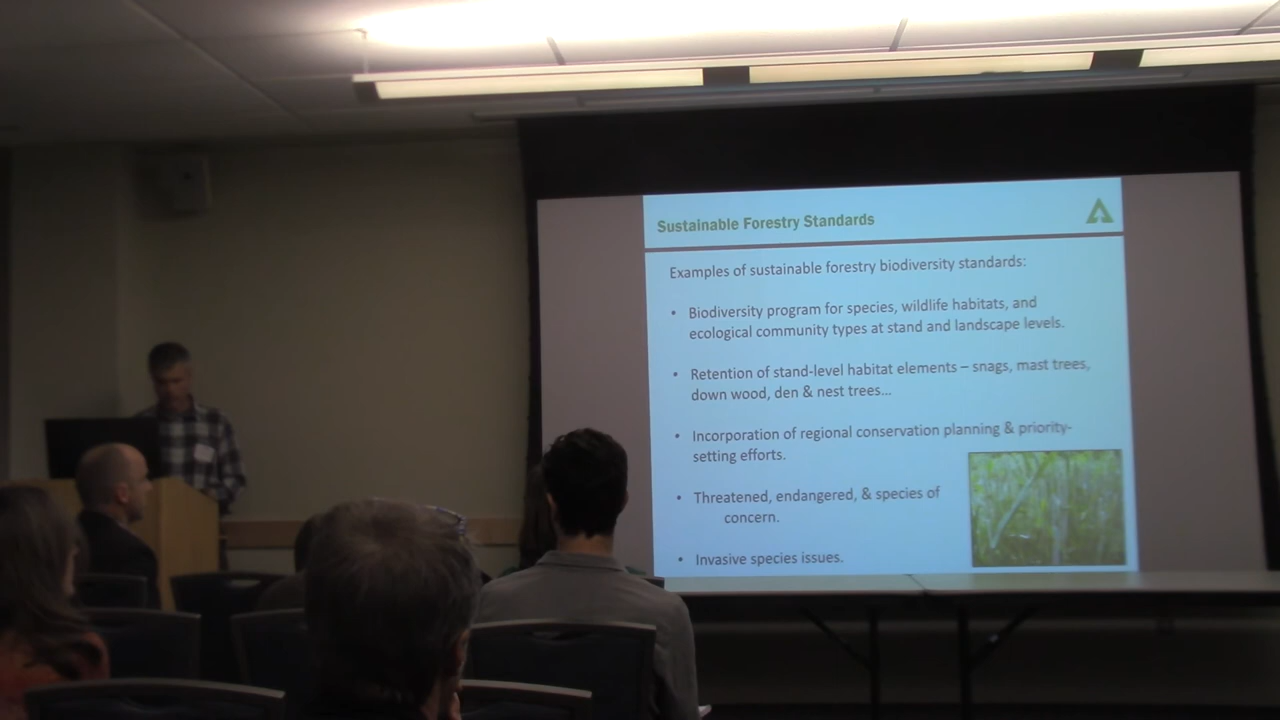 Sustainable Forestry Standards
Examples of sustainable forestry biodiversity standards:
• Biodiversity program for species, wildlife habitats, and
ecological community types at stand and landscape levels.
• Retention of stand-level habitat elements – snags, mast trees,
down wood, den & nest trees...
• Incorporation of regional conservation planning & priority-
setting efforts.
• Threatened, endangered, & species of
concern.
• Invasive species issues.